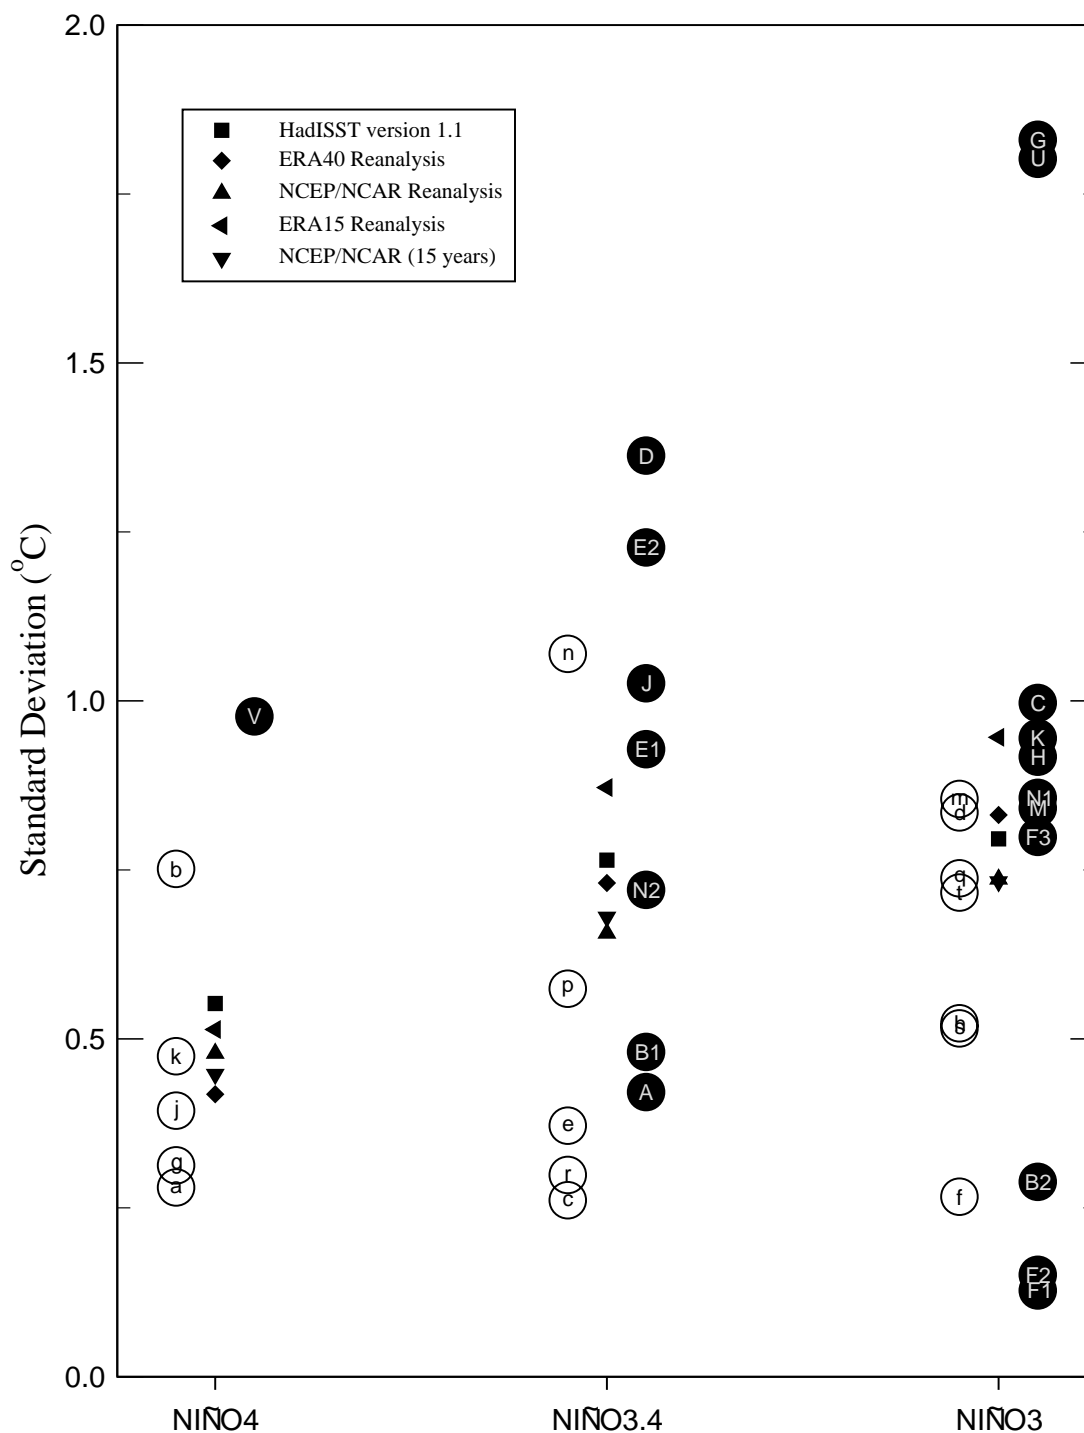 2.0
HadISST version 1.1
ERA40 Reanalysis
NCEP/NCAR Reanalysis
ERA15 Reanalysis
NCEP/NCAR (15 years)
G
U
1.5
D
E2
n
J
1.0
C
V
K
E1
H
Standard Deviation (°C)
m
N1
d
M
F3
b
q
N2
t
p
0.5
h
s
k
B1
j
A
e
g
a
r
c
f
B2
F2
F1
0.0
NIÑO4
NIÑO3.4
NIÑO3